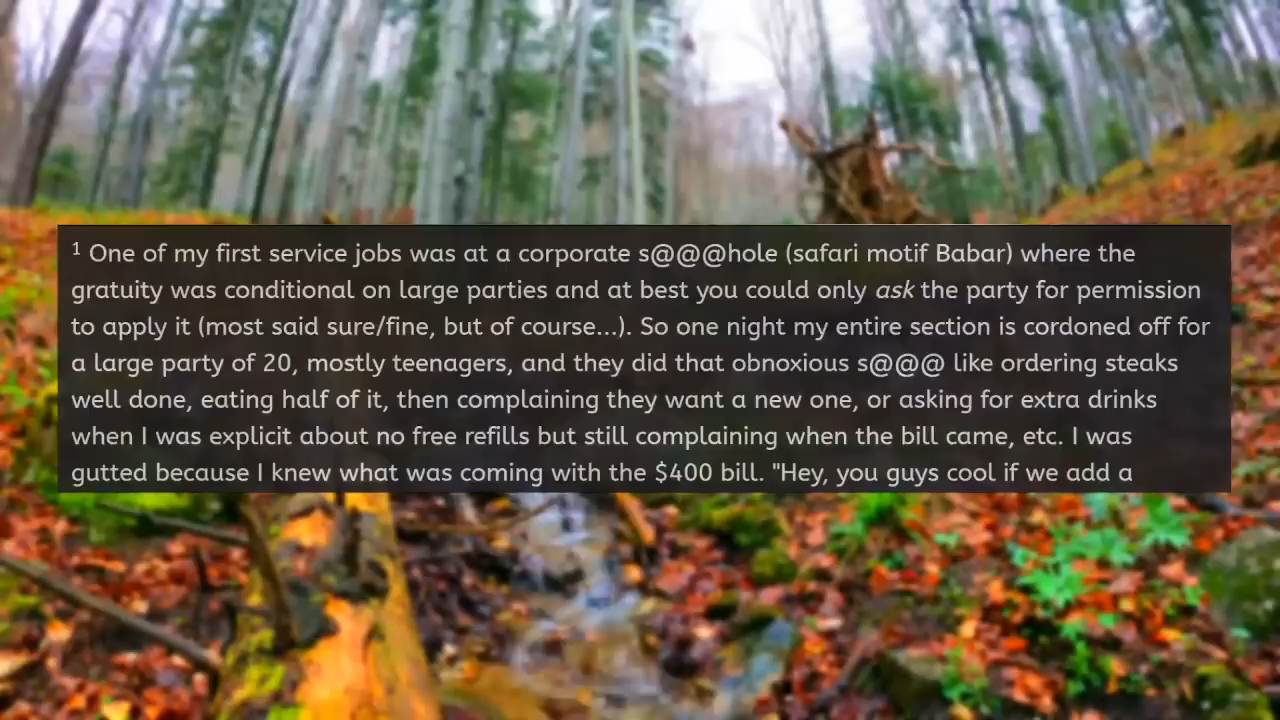 ¹ One of my first service jobs was at a corporate s@@@hole (safari motif Babar) where the
gratuity was conditional on large parties and at best you could only ask the party for permission
to apply it (most said sure/fine, but of course...). So one night my entire section is cordoned off for
a large party of 20, mostly teenagers, and they did that obnoxious s@@@ like ordering steaks
well done, eating half of it, then complaining they want a new one, or asking for extra drinks
when I was explicit about no free refills but still complaining when the bill came, etc. I was
gutted because I knew what was coming with the $400 bill. "Hey, you guys cool if we add a